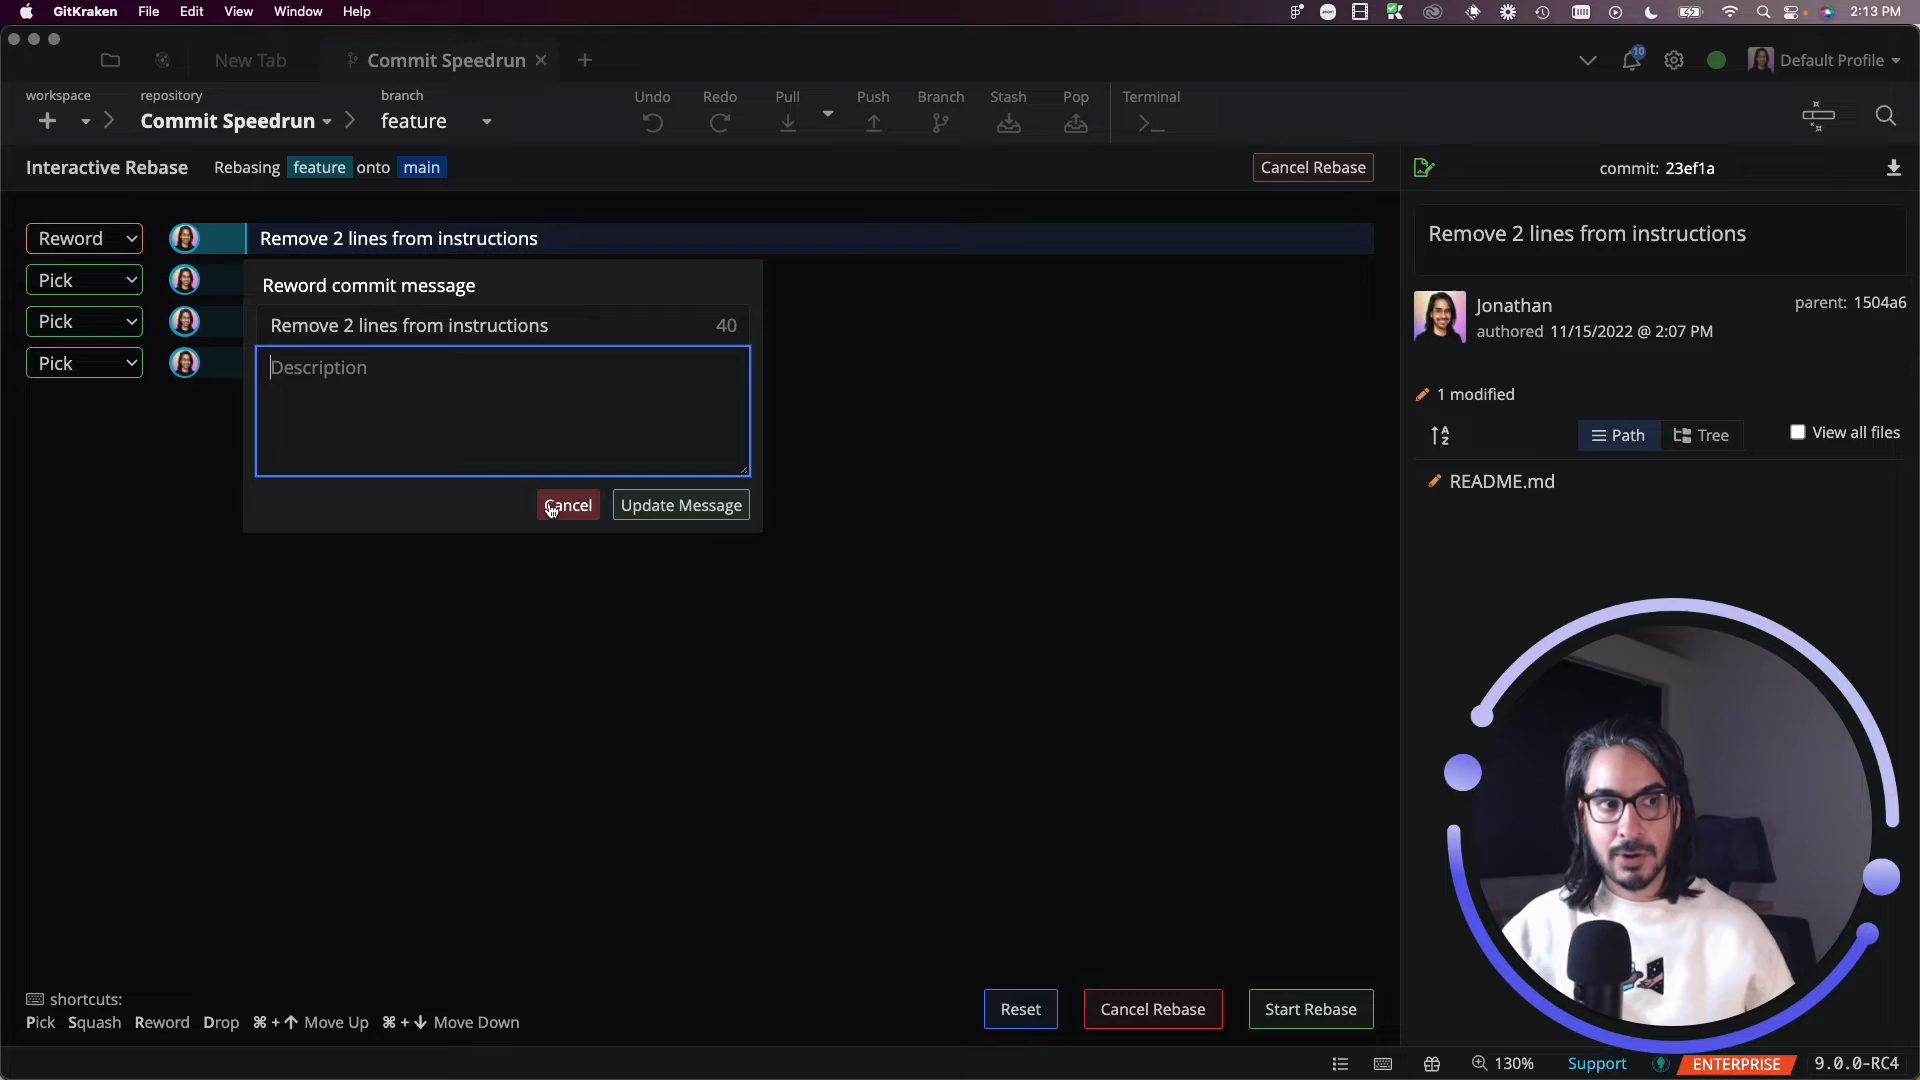 GitKraken File Edit View Window Help 2:13 PM
New Tab Commit Speedrun 10 Default Profile
workspace repository branch
Commit Speedrun feature
Undo Redo Pull Push Branch Stash Pop Terminal
Interactive Rebase Rebasing feature onto main Cancel Rebase
commit: 23ef1a
Reword Remove 2 lines from instructions
Pick
Pick
Pick
Reword commit message
Remove 2 lines from instructions 40
Description
Cancel Update Message
Remove 2 lines from instructions
Jonathan
authored 11/15/2022 @ 2:07 PM
parent: 1504a6
1 modified
Path Tree View all files
README.md
shortcuts:
Pick Squash Reword Drop ⌘ + ↑ Move Up ⌘ + ↓ Move Down
Reset Cancel Rebase Start Rebase
130% Support ENTERPRISE 9.0.0-RC4